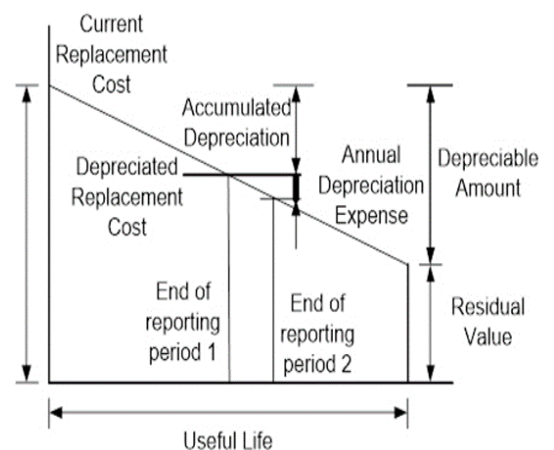 Current
Replacement
Cost
Accumulated
Depreciation
Depreciated
Replacement
Cost
Annual
Depreciation
Expense
Depreciable
Amount
End of
reporting
period 1
End of
reporting
period 2
Residual
Value
Useful Life